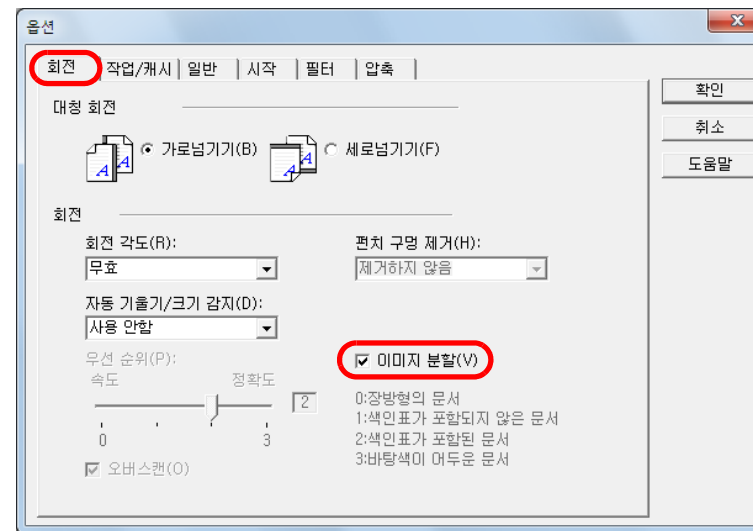 옵션
회전 작업/캐시 일반 시작 필터 압축
확인
취소
도움말
대칭 회전
가로넘기기(B) 세로넘기기(F)
회전
회전 각도(R): 펀치 구멍 제거(H):
무효 제거하지 않음
자동 기울기/크기 감지(D):
사용 안함
우선 순위(P): 이미지 분할(V)
속도 정확도
2
0 3
오버스캔(O)
0:장방형의 문서
1:색인표가 포함되지 않은 문서
2:색인표가 포함된 문서
3:바탕색이 어두운 문서